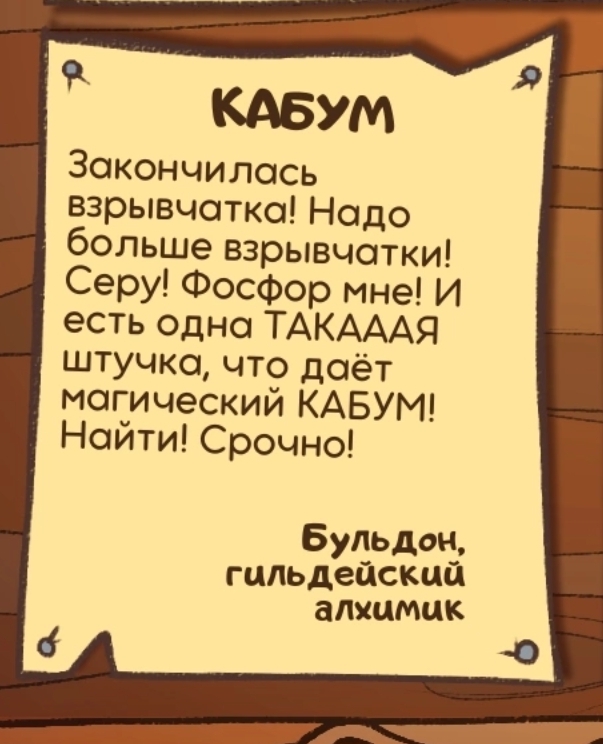 КАБУМ
Закончилась
взрывчатка! Надо
больше взрывчатки!
Серу! Фосфор мне! И
есть одна ТАКАААЯ
штучка, что даёт
магический КАБУМ!
Найти! Срочно!
Бульдон,
гильдейский
алхимик